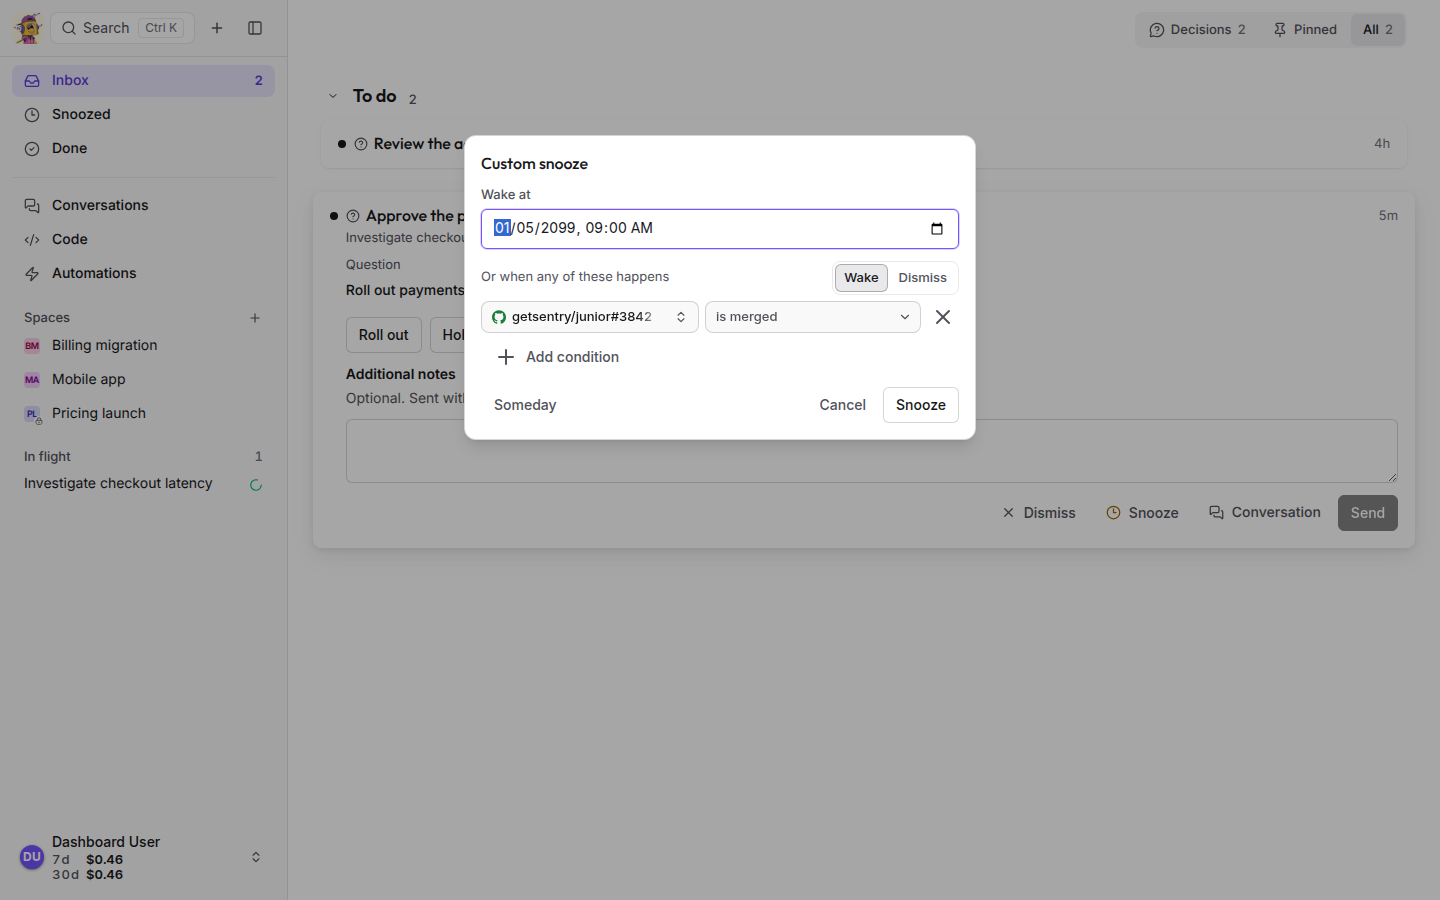 Search Ctrl K
Inbox 2
Snoozed
Done
Conversations
Code
Automations
Spaces
BM Billing migration
MA Mobile app
PL Pricing launch
In flight 1
Investigate checkout latency
DU Dashboard User
7d $0.46
30d $0.46
Decisions 2 Pinned All 2
To do 2
Review the a 4h
Approve the p 5m
Investigate checkou
Question
Roll out payments
Roll out Hol
Additional notes
Optional. Sent wit
Dismiss Snooze Conversation Send
Custom snooze
Wake at
01/05/2099, 09:00 AM
Or when any of these happens Wake Dismiss
getsentry/junior#3842 is merged
Add condition
Someday Cancel Snooze